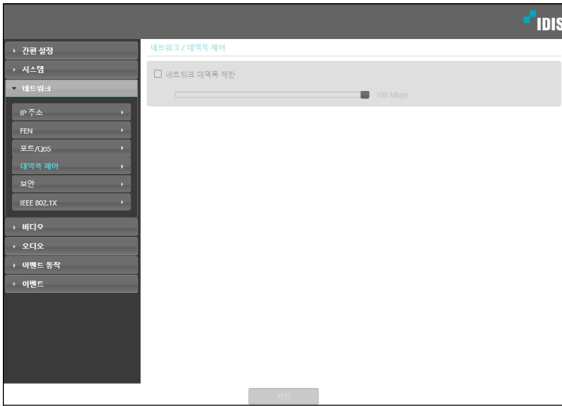 IDIS
간편 설정
시스템
네트워크
IP 주소
FEN
포트/QoS
대역폭 제어
보안
IEEE 802.1X
비디오
오디오
이벤트 동작
이벤트
네트워크 / 대역폭 제어
네트워크 대역폭 제한
100 Mbps